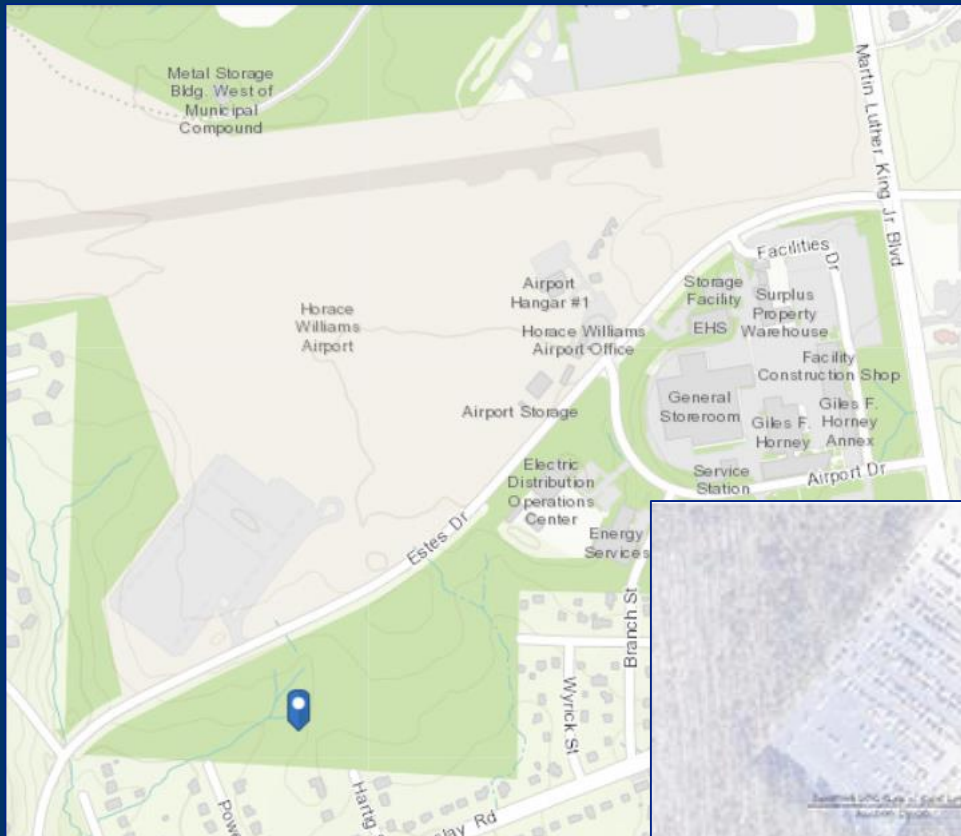 Metal Storage
Bldg. West of
Municipal
Compound
Martin Luther King Jr Blvd
Facilities Dr
Airport
Hangar #1
Storage
Facility
Surplus
Property
Warehouse
EHS
Horace
Williams
Airport
Horace Williams
Airport Office
Facility
Construction Shop
General
Storeroom
Giles F.
Horney
Giles F.
Horney
Annex
Airport Storage
Electric
Distribution
Operations
Center
Service
Station
Airport Dr
Energy
Services
Estes Dr
Branch St
Wyrick St
Hartig
Rd